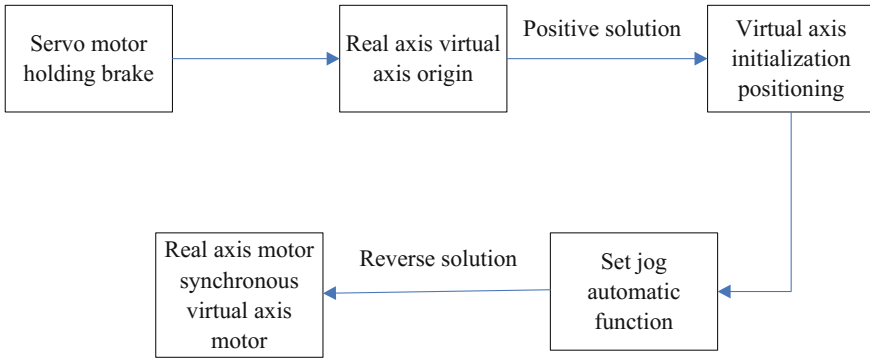 Servo motor
holding brake
Real axis virtual
axis origin
Positive solution
Virtual axis
initialization
positioning
Set jog
automatic
function
Reverse solution
Real axis motor
synchronous
virtual axis
motor